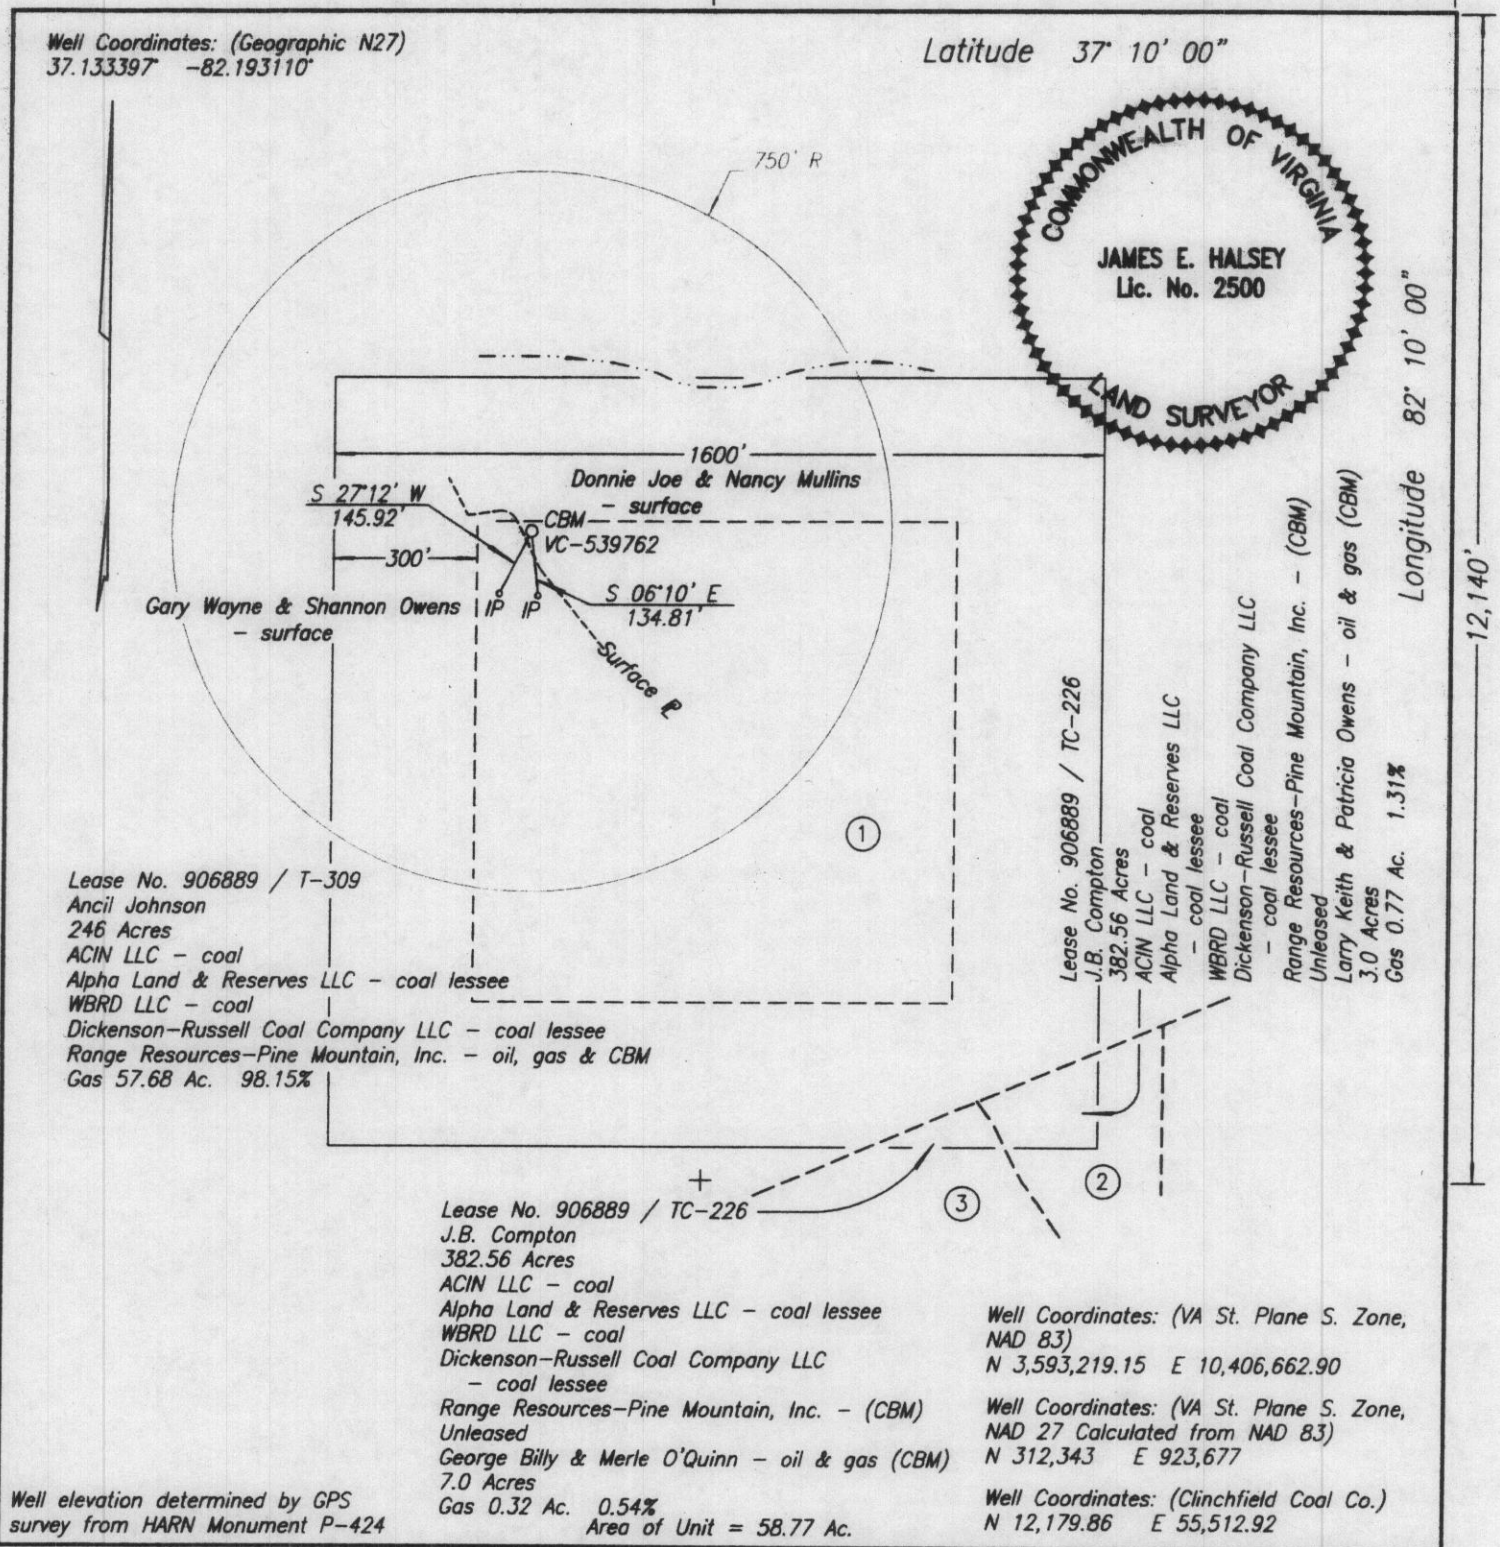 Well Coordinates: (Geographic N27)
37.133397° -82.193110°
Latitude 37° 10' 00"
750' R
COMMONWEALTH OF VIRGINIA
JAMES E. HALSEY
Lic. No. 2500
LAND SURVEYOR
Longitude 82° 10' 00"
12,140'
1600'
Donnie Joe & Nancy Mullins
- surface
S 27°12' W
145.92'
CBM
VC-539762
300'
Gary Wayne & Shannon Owens
- surface
IP
IP
S 06°10' E
134.81'
Surface PL
1
Lease No. 906889 / T-309
Ancil Johnson
246 Acres
ACIN LLC - coal
Alpha Land & Reserves LLC - coal lessee
WBRD LLC - coal
Dickenson-Russell Coal Company LLC - coal lessee
Range Resources-Pine Mountain, Inc. - oil, gas & CBM
Gas 57.68 Ac. 98.15%
Lease No. 906889 / TC-226
J.B. Compton
382.56 Acres
ACIN LLC - coal
Alpha Land & Reserves LLC
- coal lessee
WBRD LLC - coal
Dickenson-Russell Coal Company LLC
- coal lessee
Range Resources-Pine Mountain, Inc. - (CBM)
Unleased
Larry Keith & Patricia Owens - oil & gas (CBM)
3.0 Acres
Gas 0.77 Ac. 1.31%
2
3
Lease No. 906889 / TC-226
J.B. Compton
382.56 Acres
ACIN LLC - coal
Alpha Land & Reserves LLC - coal lessee
WBRD LLC - coal
Dickenson-Russell Coal Company LLC
- coal lessee
Range Resources-Pine Mountain, Inc. - (CBM)
Unleased
George Billy & Merle O'Quinn - oil & gas (CBM)
7.0 Acres
Gas 0.32 Ac. 0.54%
Area of Unit = 58.77 Ac.
Well Coordinates: (VA St. Plane S. Zone,
NAD 83)
N 3,593,219.15 E 10,406,662.90
Well Coordinates: (VA St. Plane S. Zone,
NAD 27 Calculated from NAD 83)
N 312,343 E 923,677
Well Coordinates: (Clinchfield Coal Co.)
N 12,179.86 E 55,512.92
Well elevation determined by GPS
survey from HARN Monument P-424